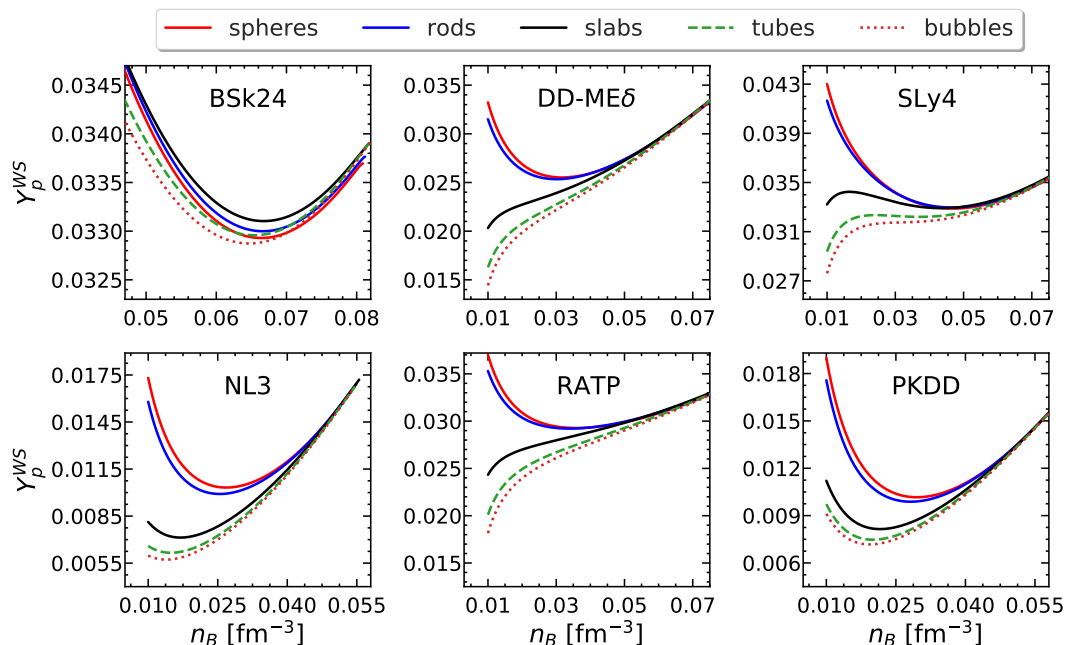 spheres rods slabs tubes bubbles
BSk24
Y_p^{WS}
0.0345
0.0340
0.0335
0.0330
0.0325
0.05 0.06 0.07 0.08
DD-MEδ
0.035
0.030
0.025
0.020
0.015
0.01 0.03 0.05 0.07
SLy4
0.043
0.039
0.035
0.031
0.027
0.01 0.03 0.05 0.07
NL3
Y_p^{WS}
0.0175
0.0145
0.0115
0.0085
0.0055
0.010 0.025 0.040 0.055
n_B [fm⁻³]
RATP
0.035
0.030
0.025
0.020
0.015
0.01 0.03 0.05 0.07
n_B [fm⁻³]
PKDD
0.018
0.015
0.012
0.009
0.006
0.010 0.025 0.040 0.055
n_B [fm⁻³]